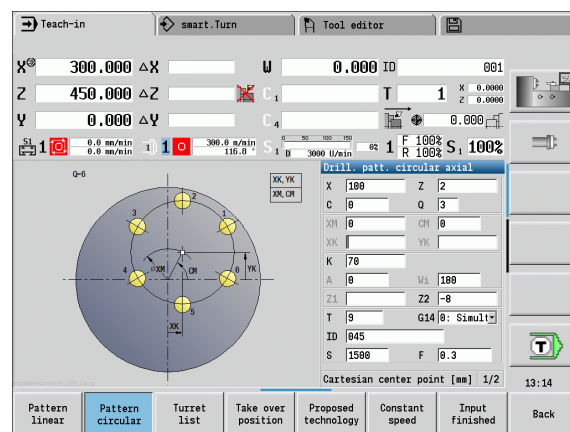 Teach-in smart.Turn Tool editor
X 300.000 ΔX W 0.000 ID 001
Z 450.000 ΔZ C 1 T 1 X 0.0000 Z 0.0000
Y 0.000 ΔY C 4 0.000
S1 1 0.0 mm/min 0.0 mm/min 1 1 300.0 m/min 116.8 ° S 1 0 50 100 150 D 3000 U/min 0% 1 F 100% R 100% S 1 100%
Q=6
XK,YK
XM,CM
2
3
1
4
6
5
XM
CM
YK
XK
Drill. patt. circular axial
X 100 Z 2
C 0 Q 3
XM 0 CM 0
XK YK
K 70
A 0 Wi 180
Z1 Z2 -8
T 9 G14 0: Simult
ID 045
S 1500 F 0.3
Cartesian center point [mm] 1/2
T
13:14
Pattern linear
Pattern circular
Turret list
Take over position
Proposed technology
Constant speed
Input finished
Back